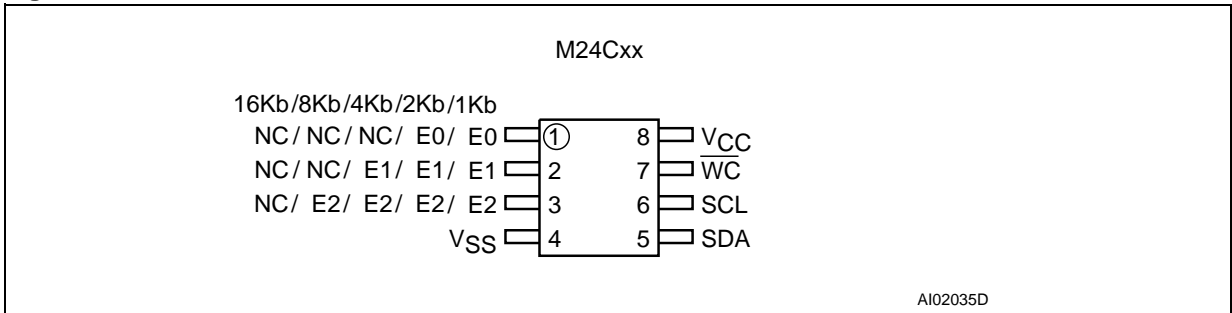 M24Cxx
16Kb/8Kb/4Kb/2Kb/1Kb
NC/ NC/ NC/ E0/ E0 1 8 VCC
NC/ NC/ E1/ E1/ E1 2 7 WC
NC/ E2/ E2/ E2/ E2 3 6 SCL
VSS 4 5 SDA
AI02035D